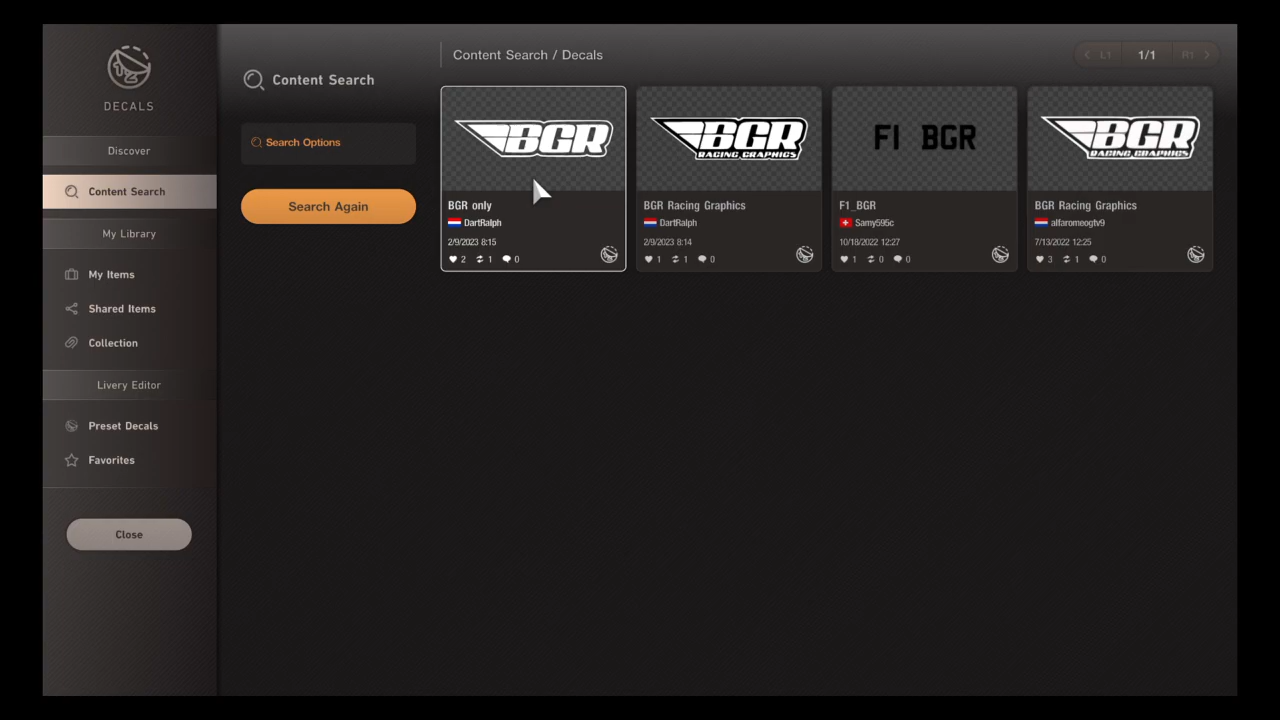 DECALS
Discover
Content Search
My Library
My Items
Shared Items
Collection
Livery Editor
Preset Decals
Favorites
Close
Content Search
Search Options
Search Again
Content Search / Decals
L1 1/1 R1
BGR
BGR only
DartRalph
2/9/2023 8:15
2 1 0
BGR
RACING GRAPHICS
BGR Racing Graphics
DartRalph
2/9/2023 8:14
1 1 0
F1 BGR
F1_BGR
Samy595c
10/18/2022 12:27
1 0 0
BGR
RACING GRAPHICS
BGR Racing Graphics
alfaromeogtv9
7/13/2022 12:25
3 1 0